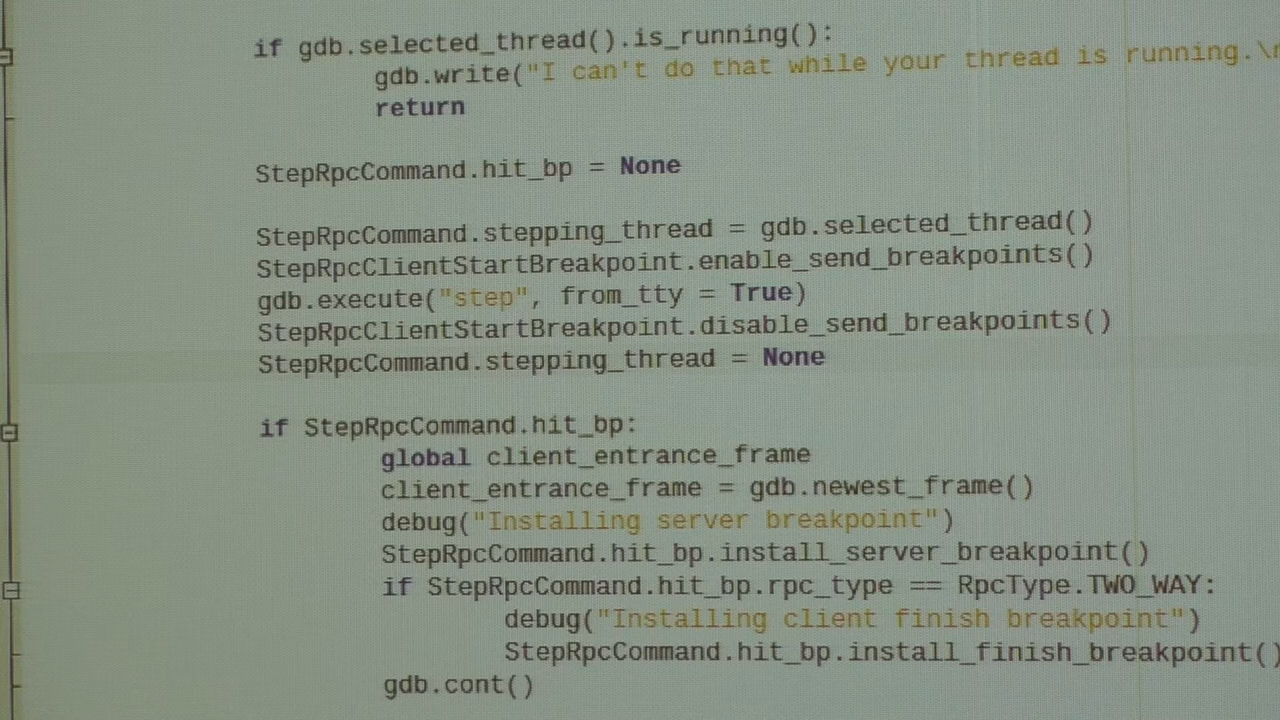 if gdb.selected_thread().is_running():
gdb.write("I can't do that while your thread is running.\
return
StepRpcCommand.hit_bp = None
StepRpcCommand.stepping_thread = gdb.selected_thread()
StepRpcClientStartBreakpoint.enable_send_breakpoints()
gdb.execute("step", from_tty = True)
StepRpcClientStartBreakpoint.disable_send_breakpoints()
StepRpcCommand.stepping_thread = None
if StepRpcCommand.hit_bp:
global client_entrance_frame
client_entrance_frame = gdb.newest_frame()
debug("Installing server breakpoint")
StepRpcCommand.hit_bp.install_server_breakpoint()
if StepRpcCommand.hit_bp.rpc_type == RpcType.TWO_WAY:
debug("Installing client finish breakpoint")
StepRpcCommand.hit_bp.install_finish_breakpoint()
gdb.cont()